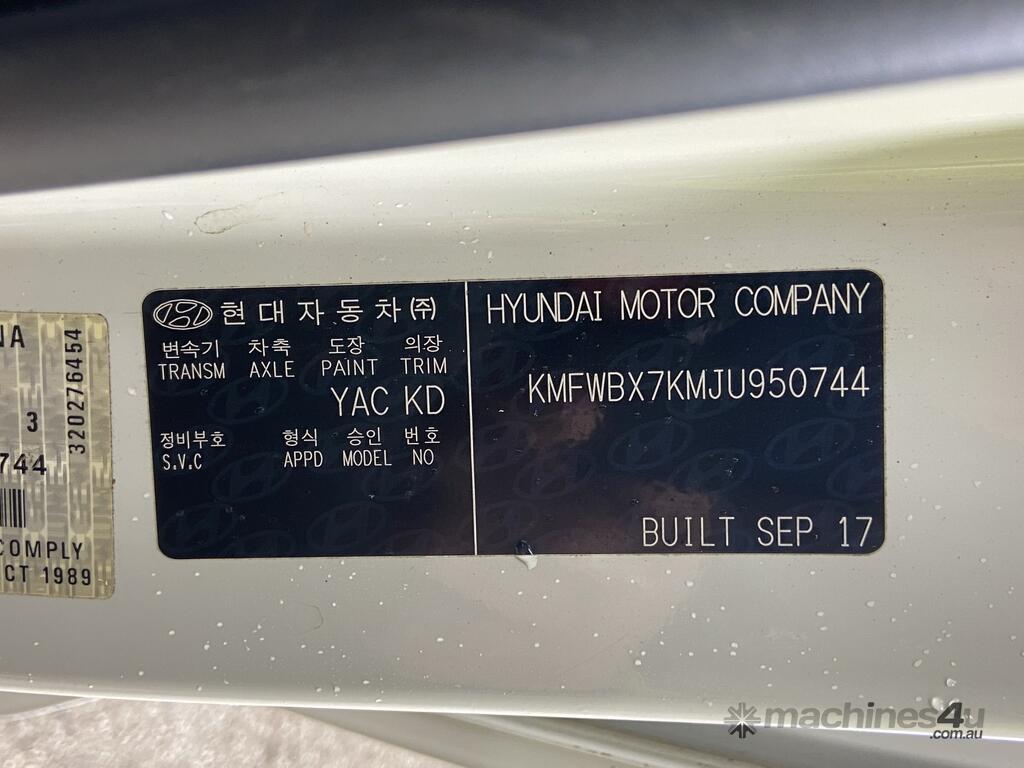 NA
3
320276454
744
COMPLY
CT 1989
현대자동차㈜
변속기 차축 도장 의장
TRANSM AXLE PAINT TRIM
YAC KD
정비부호 형식 승인 번호
S.V.C APPD MODEL NO
HYUNDAI MOTOR COMPANY
KMFWBX7KMJU950744
BUILT SEP 17
machines4u
.com.au